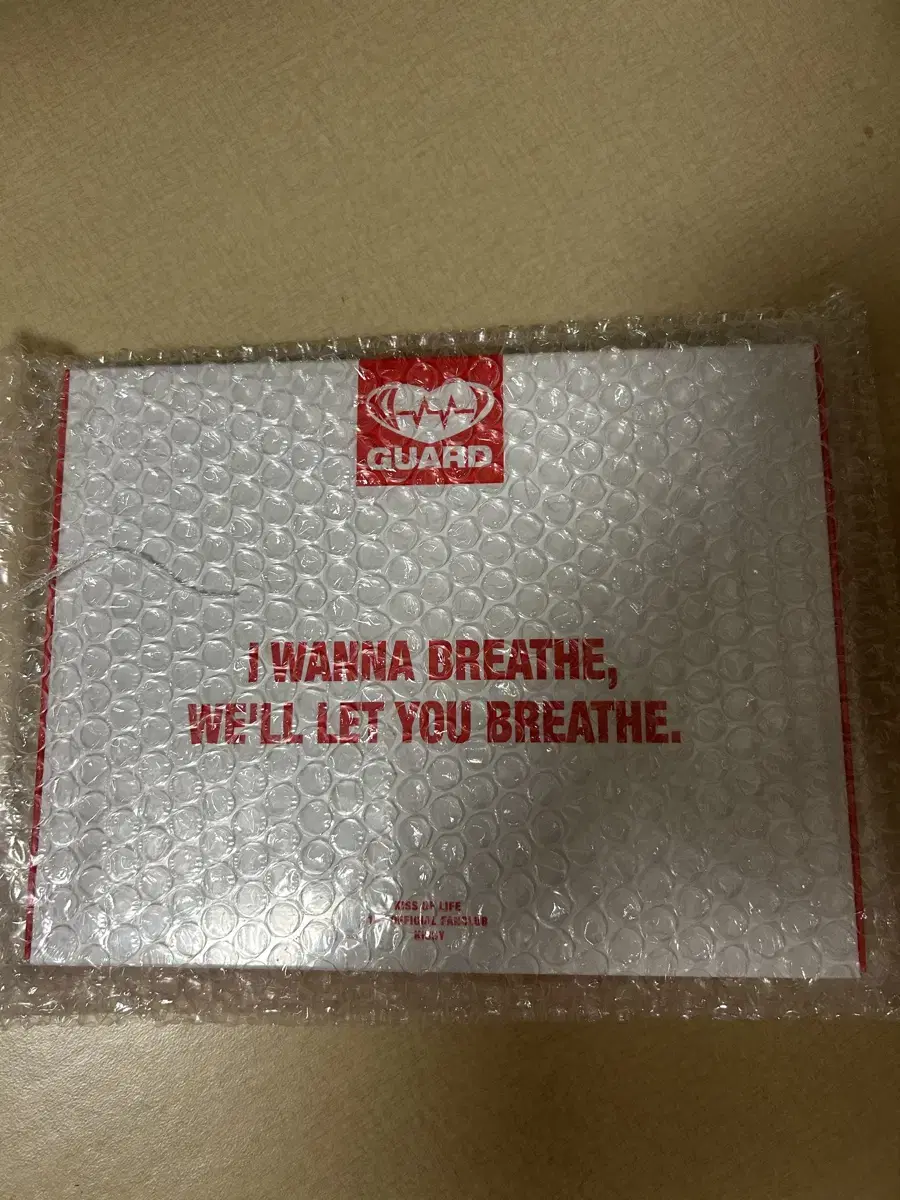 GUARD
I WANNA BREATHE,
WE'LL LET YOU BREATHE.
KISS OF LIFE
OFFICIAL FANCLUB